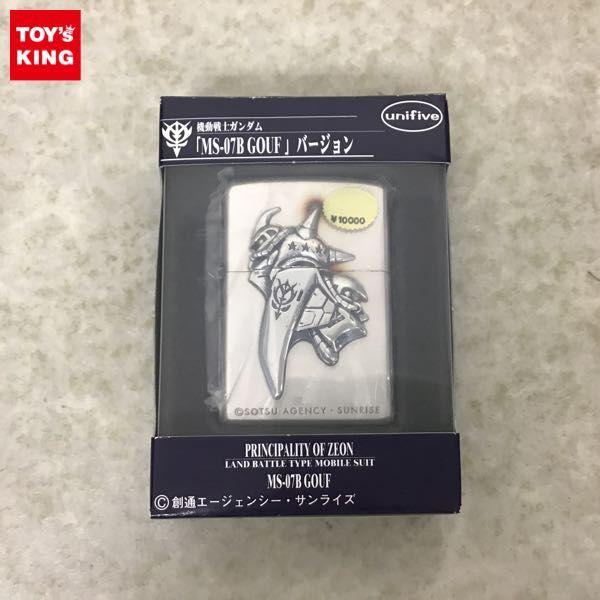 TOY's
KING
機動戦士ガンダム
「MS-07B GOUF」バージョン
unifive
¥10000
©SOTSU AGENCY・SUNRISE
PRINCIPALITY OF ZEON
LAND BATTLE TYPE MOBILE SUIT
MS-07B GOUF
©創通エージェンシー・サンライズ